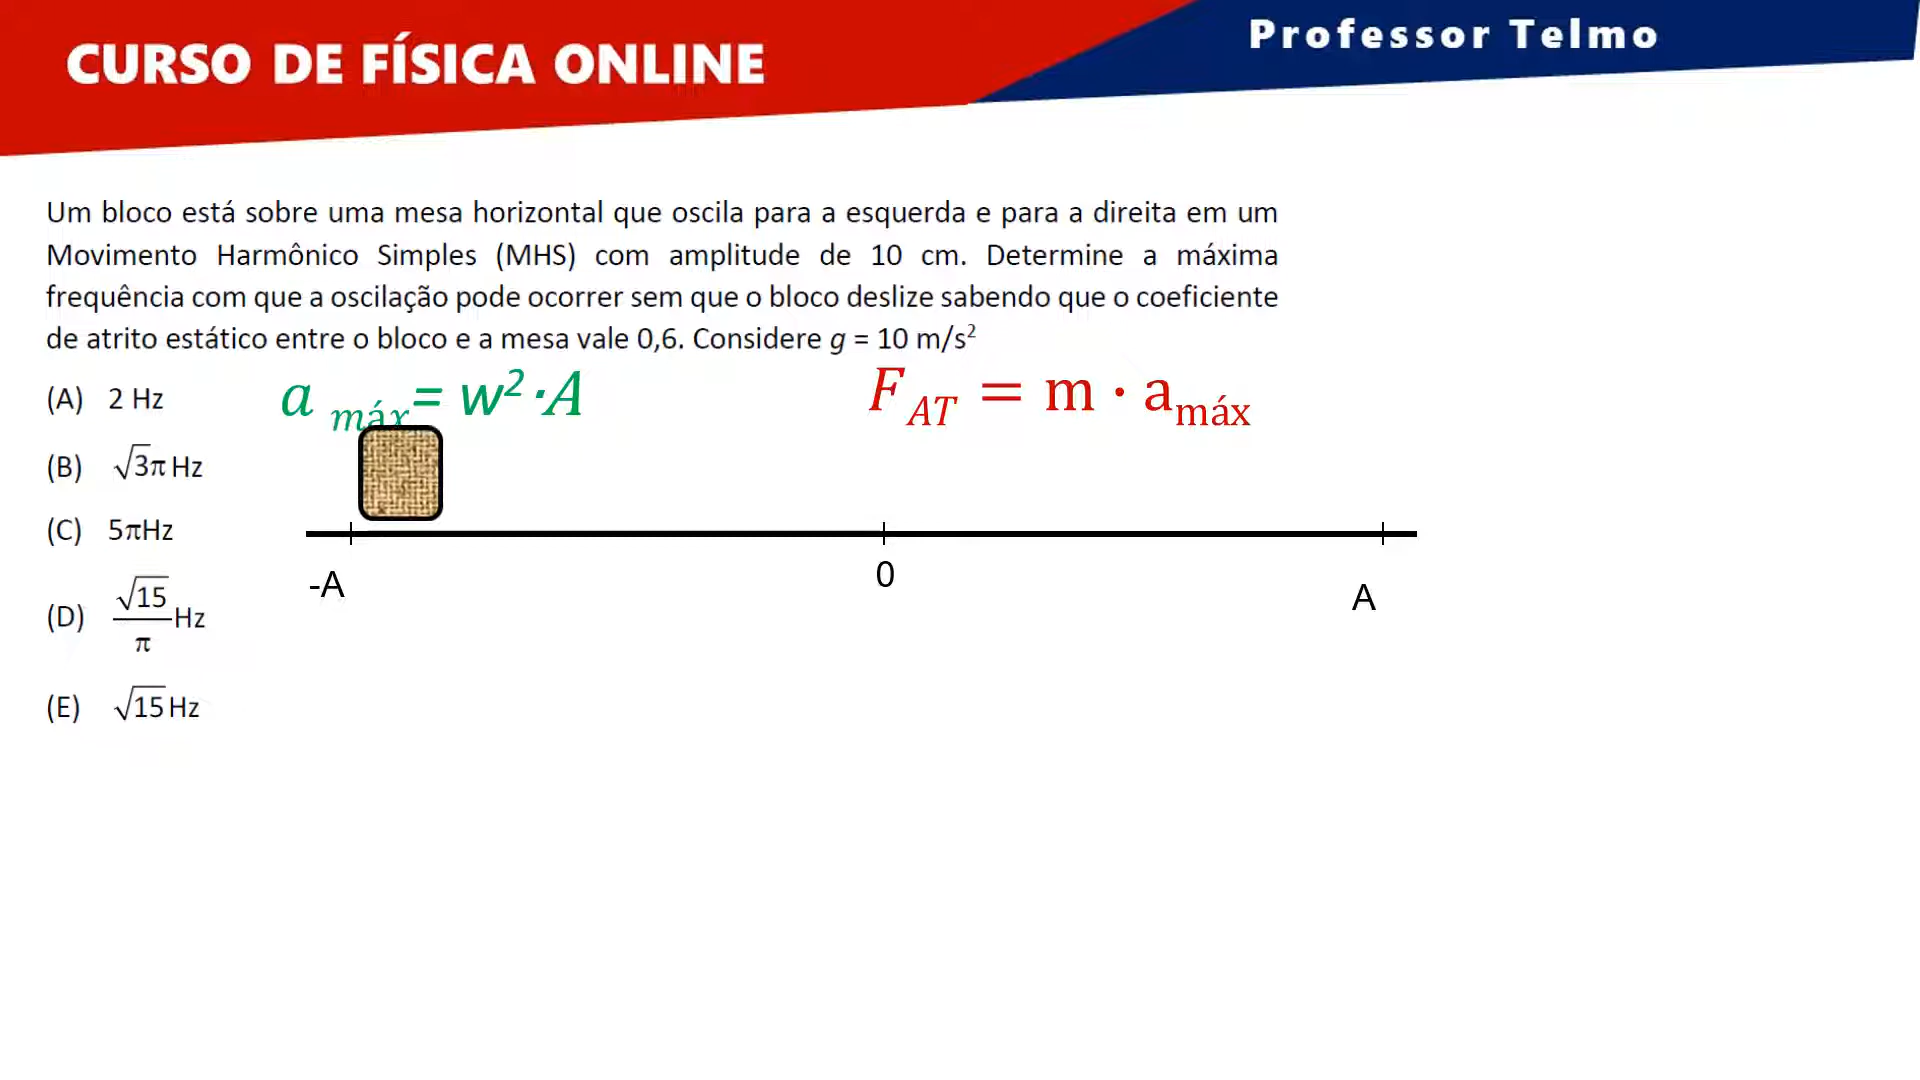 CURSO DE FÍSICA ONLINE
Professor Telmo
Um bloco está sobre uma mesa horizontal que oscila para a esquerda e para a direita em um
Movimento Harmônico Simples (MHS) com amplitude de 10 cm. Determine a máxima
frequência com que a oscilação pode ocorrer sem que o bloco deslize sabendo que o coeficiente
de atrito estático entre o bloco e a mesa vale 0,6. Considere g = 10 m/s²
(A) 2 Hz
a máx = w²·A
F AT = m · a máx
(B) √3π Hz
(C) 5πHz
-A
0
A
(D) √15/π Hz
(E) √15 Hz